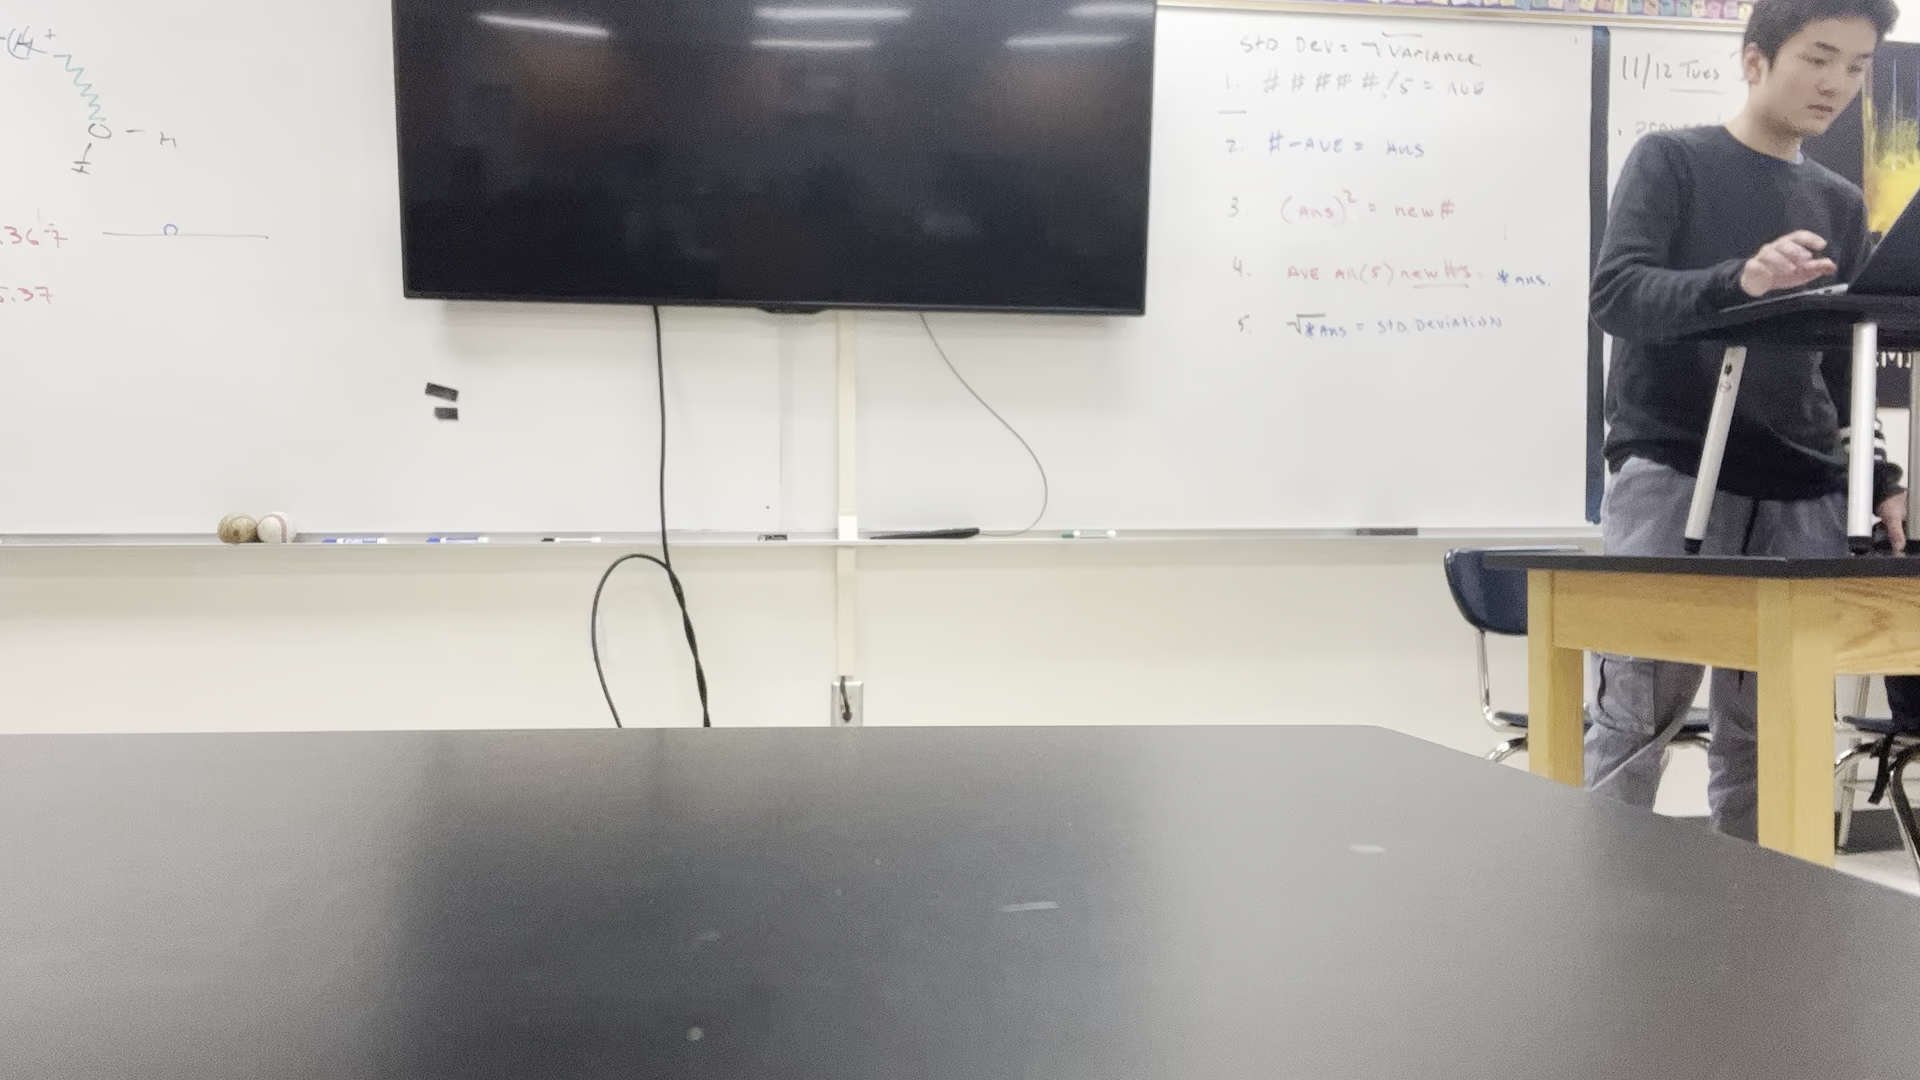 +
O - H
H
.367
5.37
STD DEV = √VARIANCE
1. # # # # # /5 = AVE
2. #-AVE = ANS
3 (ANS)² = new #
4. AVE All(5) new #s. *ANS.
5. √*Ans = STD. DEVIATION
11/12 Tues